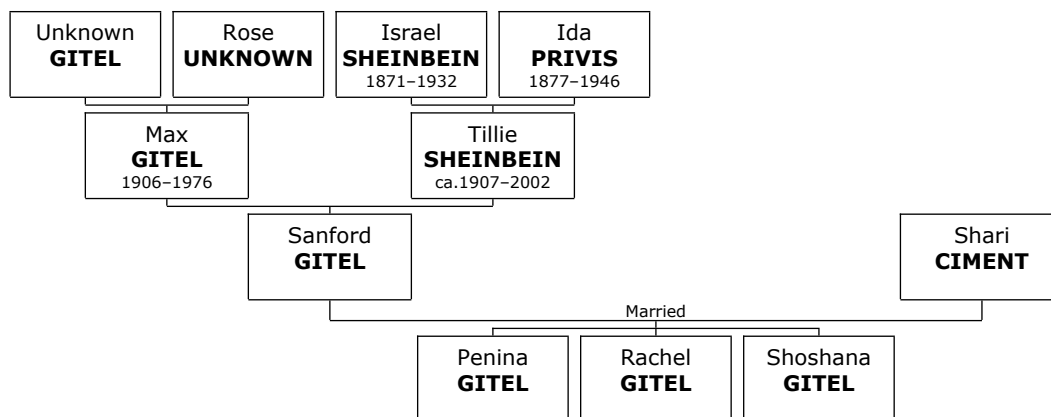 Unknown
GITEL
Rose
UNKNOWN
Israel
SHEINBEIN
1871–1932
Ida
PRIVIS
1877–1946
Max
GITEL
1906–1976
Tillie
SHEINBEIN
ca.1907–2002
Sanford
GITEL
Shari
CIMENT
Married
Penina
GITEL
Rachel
GITEL
Shoshana
GITEL